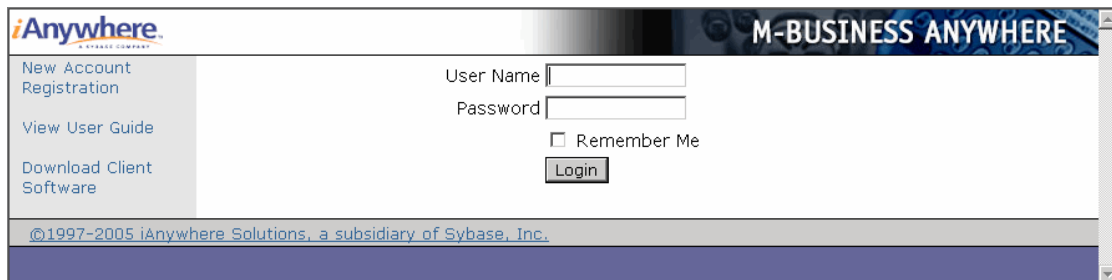 iAnywhere.
A SYBASE COMPANY
M-BUSINESS ANYWHERE
New Account
Registration
View User Guide
Download Client
Software
User Name
Password
Remember Me
Login
©1997-2005 iAnywhere Solutions, a subsidiary of Sybase, Inc.